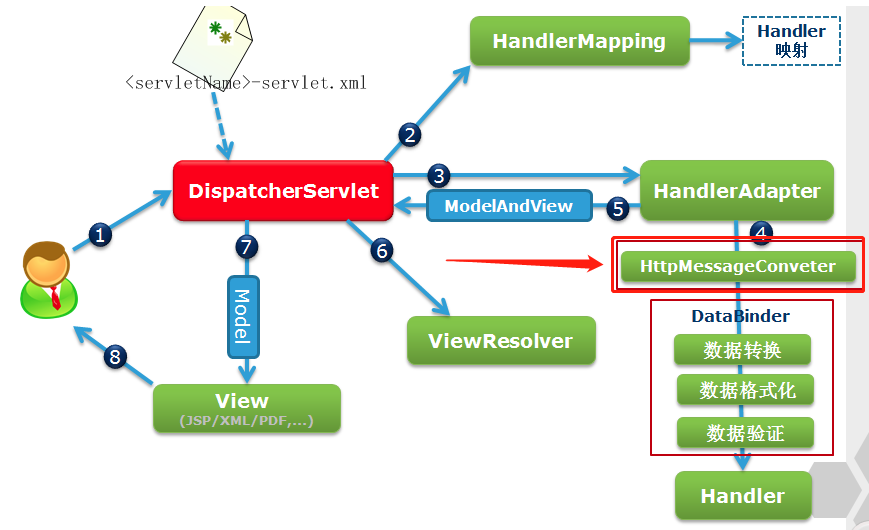 <servletName>-servlet.xml
HandlerMapping
Handler
映射
2
3
DispatcherServlet
ModelAndView
5
HandlerAdapter
1
7
6
4
HttpMessageConveter
Model
DataBinder
ViewResolver
数据转换
8
View
(JSP/XML/PDF,...)
数据格式化
数据验证
Handler